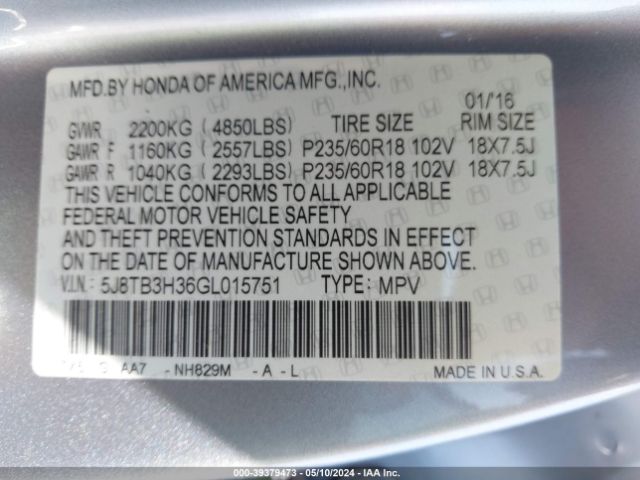 MFD.BY HONDA OF AMERICA MFG.,INC.
01/'16
GVWR 2200KG (4850LBS) TIRE SIZE RIM SIZE
GAWR F 1160KG (2557LBS) P235/60R18 102V 18X7.5J
GAWR R 1040KG (2293LBS) P235/60R18 102V 18X7.5J
THIS VEHICLE CONFORMS TO ALL APPLICABLE
FEDERAL MOTOR VEHICLE SAFETY
AND THEFT PREVENTION STANDARDS IN EFFECT
ON THE DATE OF MANUFACTURE SHOWN ABOVE.
V.I.N.: 5J8TB3H36GL015751 TYPE: MPV
AA7 - NH829M - A - L
MADE IN U.S.A.
000-39379473 - 05/10/2024 - IAA Inc.